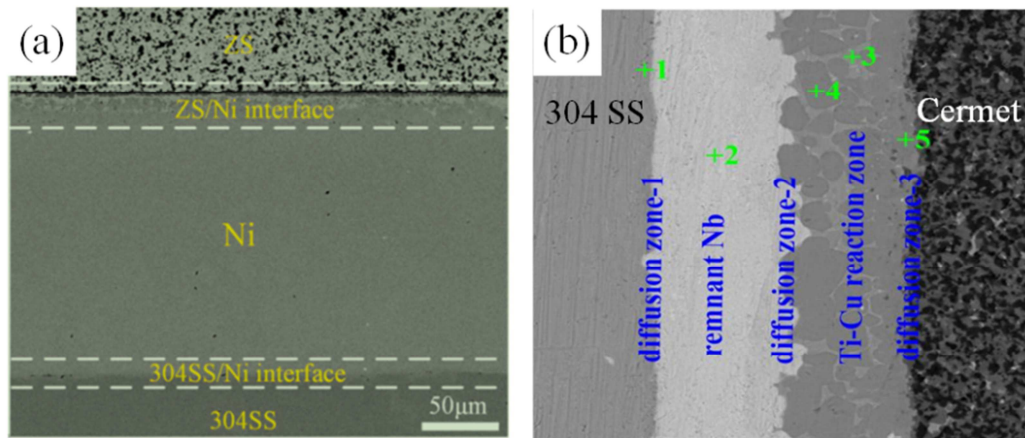 (a)
ZS
ZS/Ni interface
Ni
304SS/Ni interface
304SS
50μm
(b)
+1
+3
+4
304 SS
Cermet
+5
+2
diffusion zone-1
remnant Nb
diffusion zone-2
Ti-Cu reaction zone
diffusion zone-3